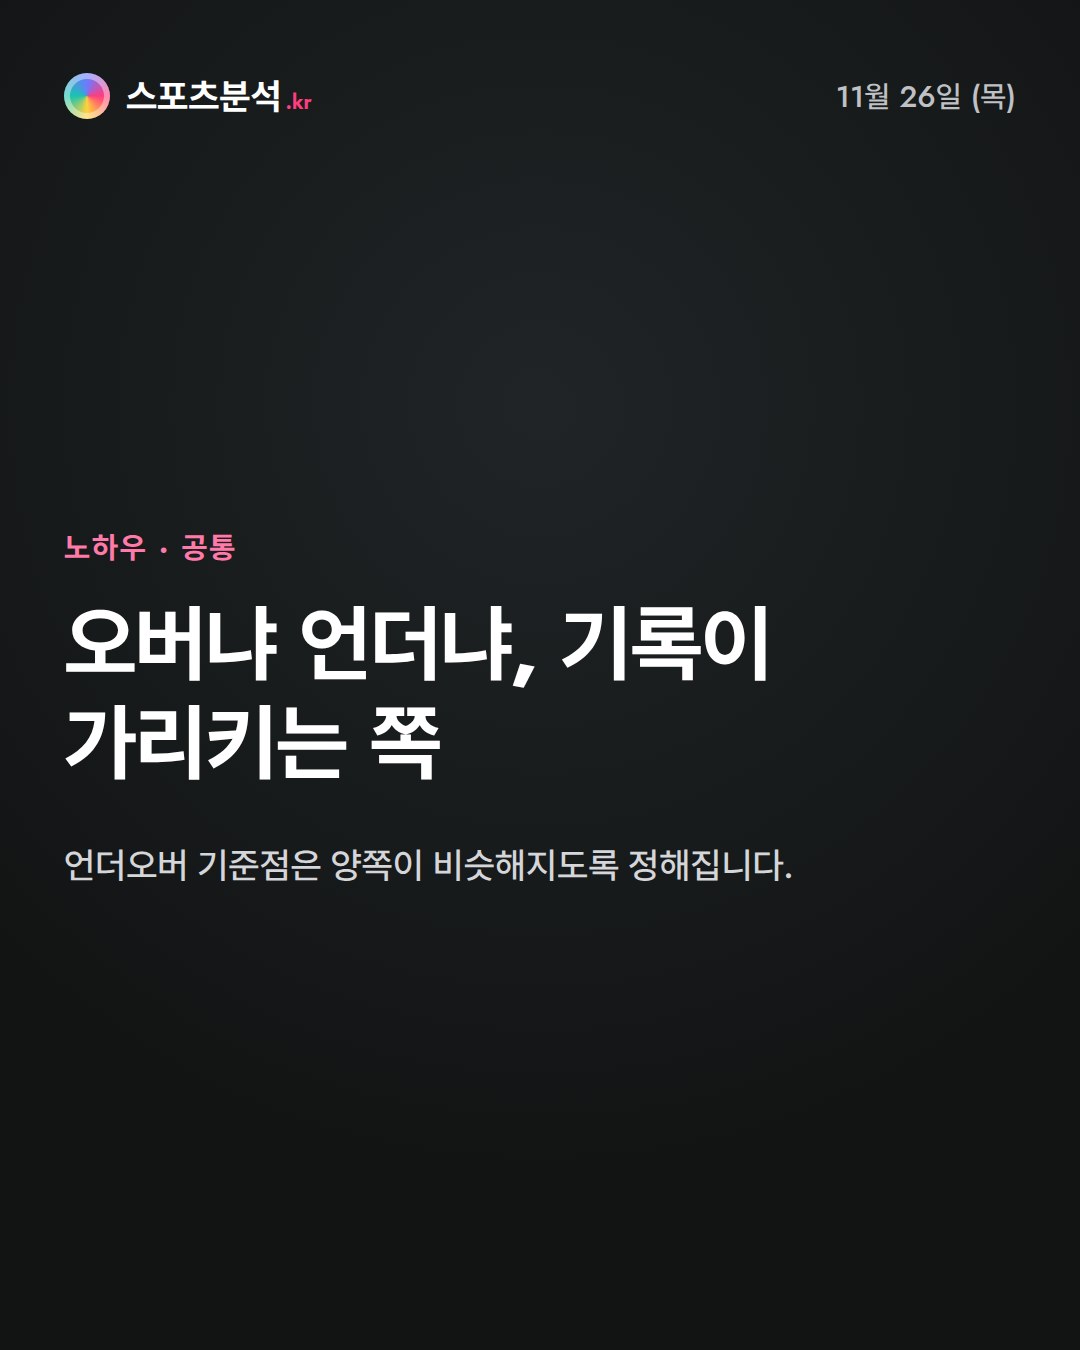 스포츠분석.kr
11월 26일 (목)
노하우 · 공통
오버냐 언더냐, 기록이
가리키는 쪽
언더오버 기준점은 양쪽이 비슷해지도록 정해집니다.